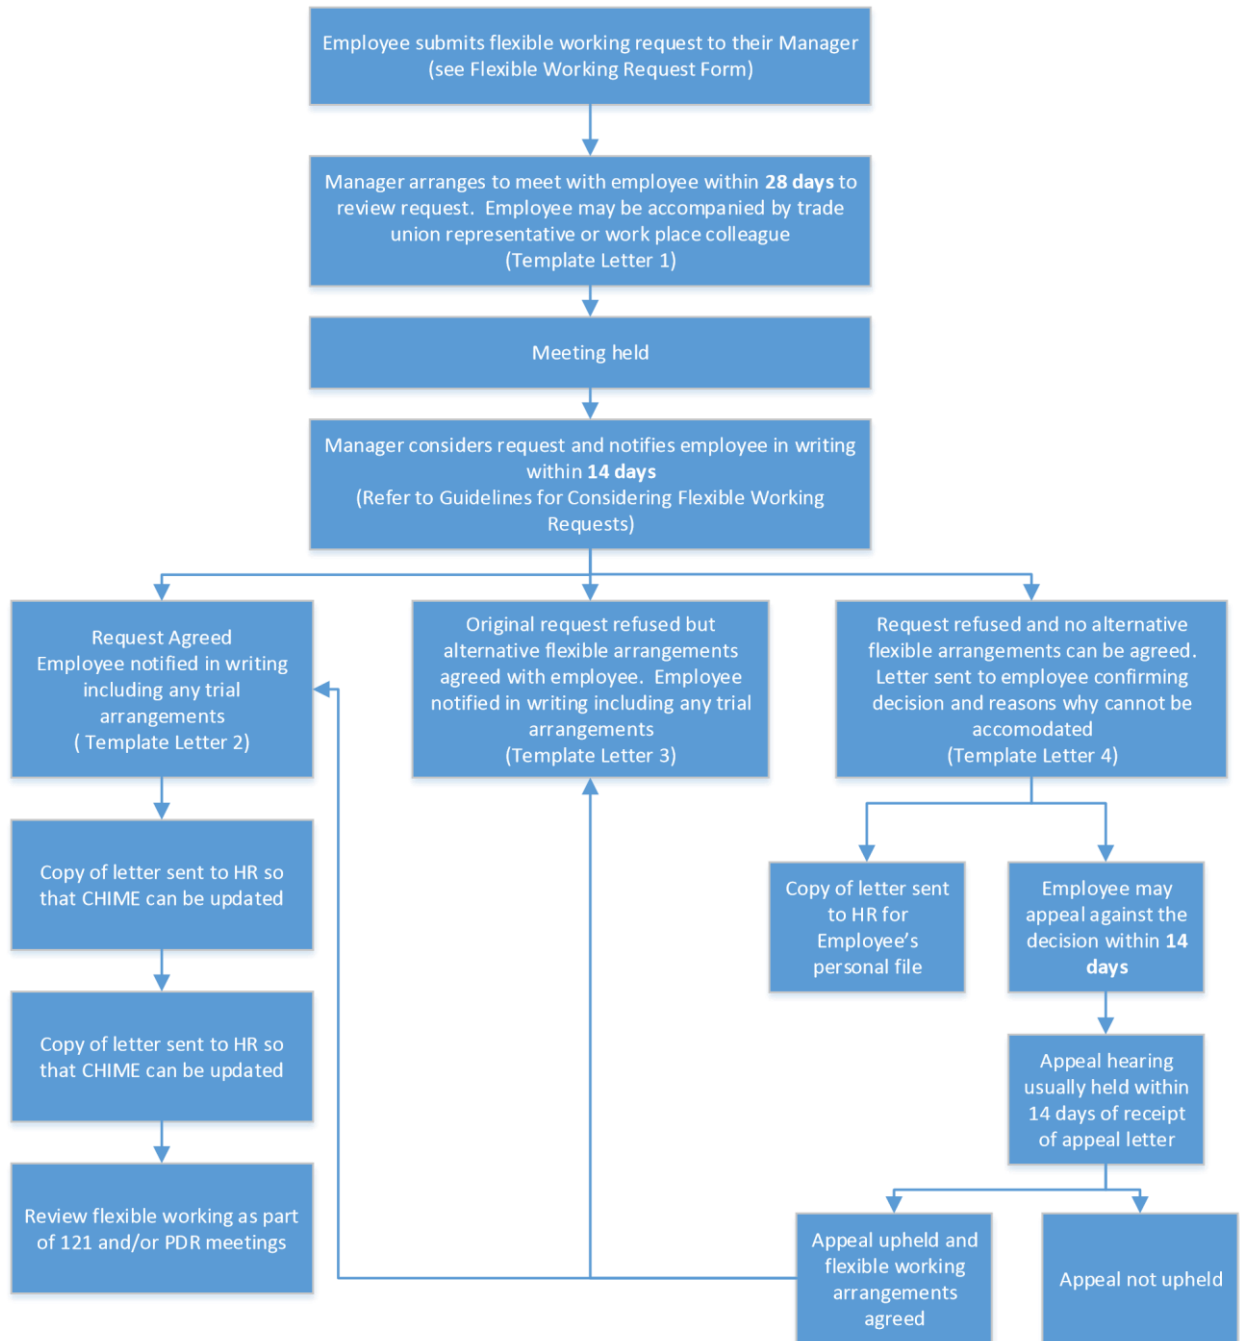 Employee submits flexible working request to their Manager
(see Flexible Working Request Form)
Manager arranges to meet with employee within 28 days to
review request. Employee may be accompanied by trade
union representative or work place colleague
(Template Letter 1)
Meeting held
Manager considers request and notifies employee in writing
within 14 days
(Refer to Guidelines for Considering Flexible Working
Requests)
Request Agreed
Employee notified in writing
including any trial
arrangements
( Template Letter 2)
Original request refused but
alternative flexible arrangements
agreed with employee. Employee
notified in writing including any trial
arrangements
(Template Letter 3)
Request refused and no alternative
flexible arrangements can be agreed.
Letter sent to employee confirming
decision and reasons why cannot be
accomodated
(Template Letter 4)
Copy of letter sent to HR so
that CHIME can be updated
Copy of letter sent to HR so
that CHIME can be updated
Review flexible working as part
of 121 and/or PDR meetings
Copy of letter sent
to HR for
Employee’s
personal file
Employee may
appeal against the
decision within 14
days
Appeal hearing
usually held within
14 days of receipt
of appeal letter
Appeal upheld and
flexible working
arrangements
agreed
Appeal not upheld